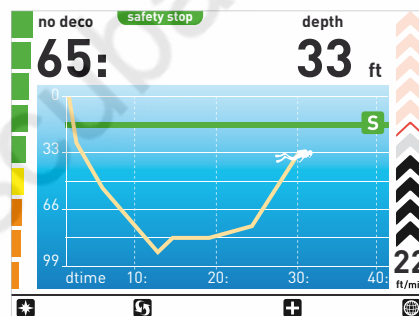 no deco
safety stop
depth
65:
33 ft
0
S
33
66
99
dtime 10: 20: 30: 40:
22
ft/mi